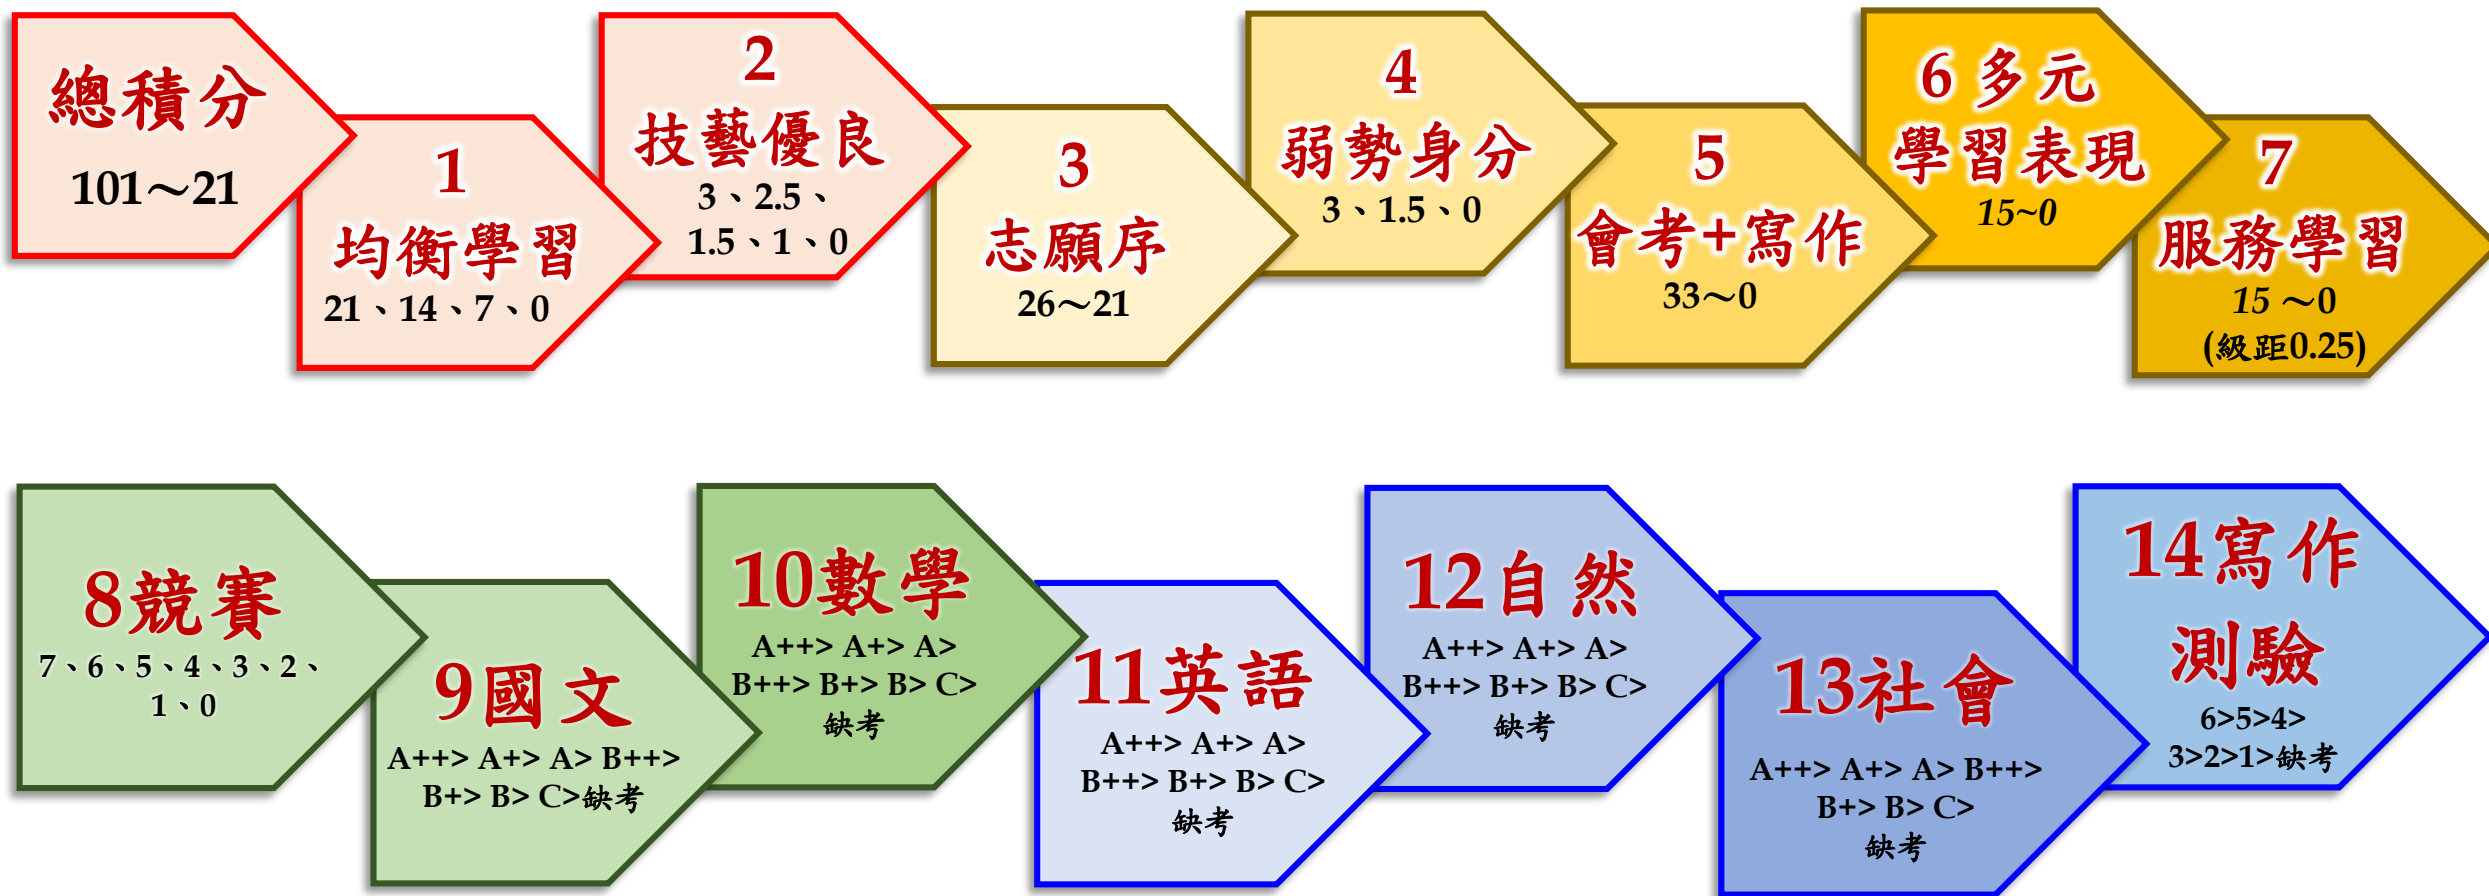 總積分
101～21
1
均衡學習
21、14、7、0
2
技藝優良
3、2.5、
1.5、1、0
3
志願序
26～21
4
弱勢身分
3、1.5、0
5
會考+寫作
33～0
6 多元
學習表現
15~0
7
服務學習
15 ～0
(級距0.25)
8競賽
7、6、5、4、3、2、
1、0
9國文
A++> A+> A> B++>
B+> B> C>缺考
10數學
A++> A+> A>
B++> B+> B> C>
缺考
11英語
A++> A+> A>
B++> B+> B> C>
缺考
12自然
A++> A+> A>
B++> B+> B> C>
缺考
13社會
A++> A+> A> B++>
B+> B> C>
缺考
14寫作
測驗
6>5>4>
3>2>1>缺考